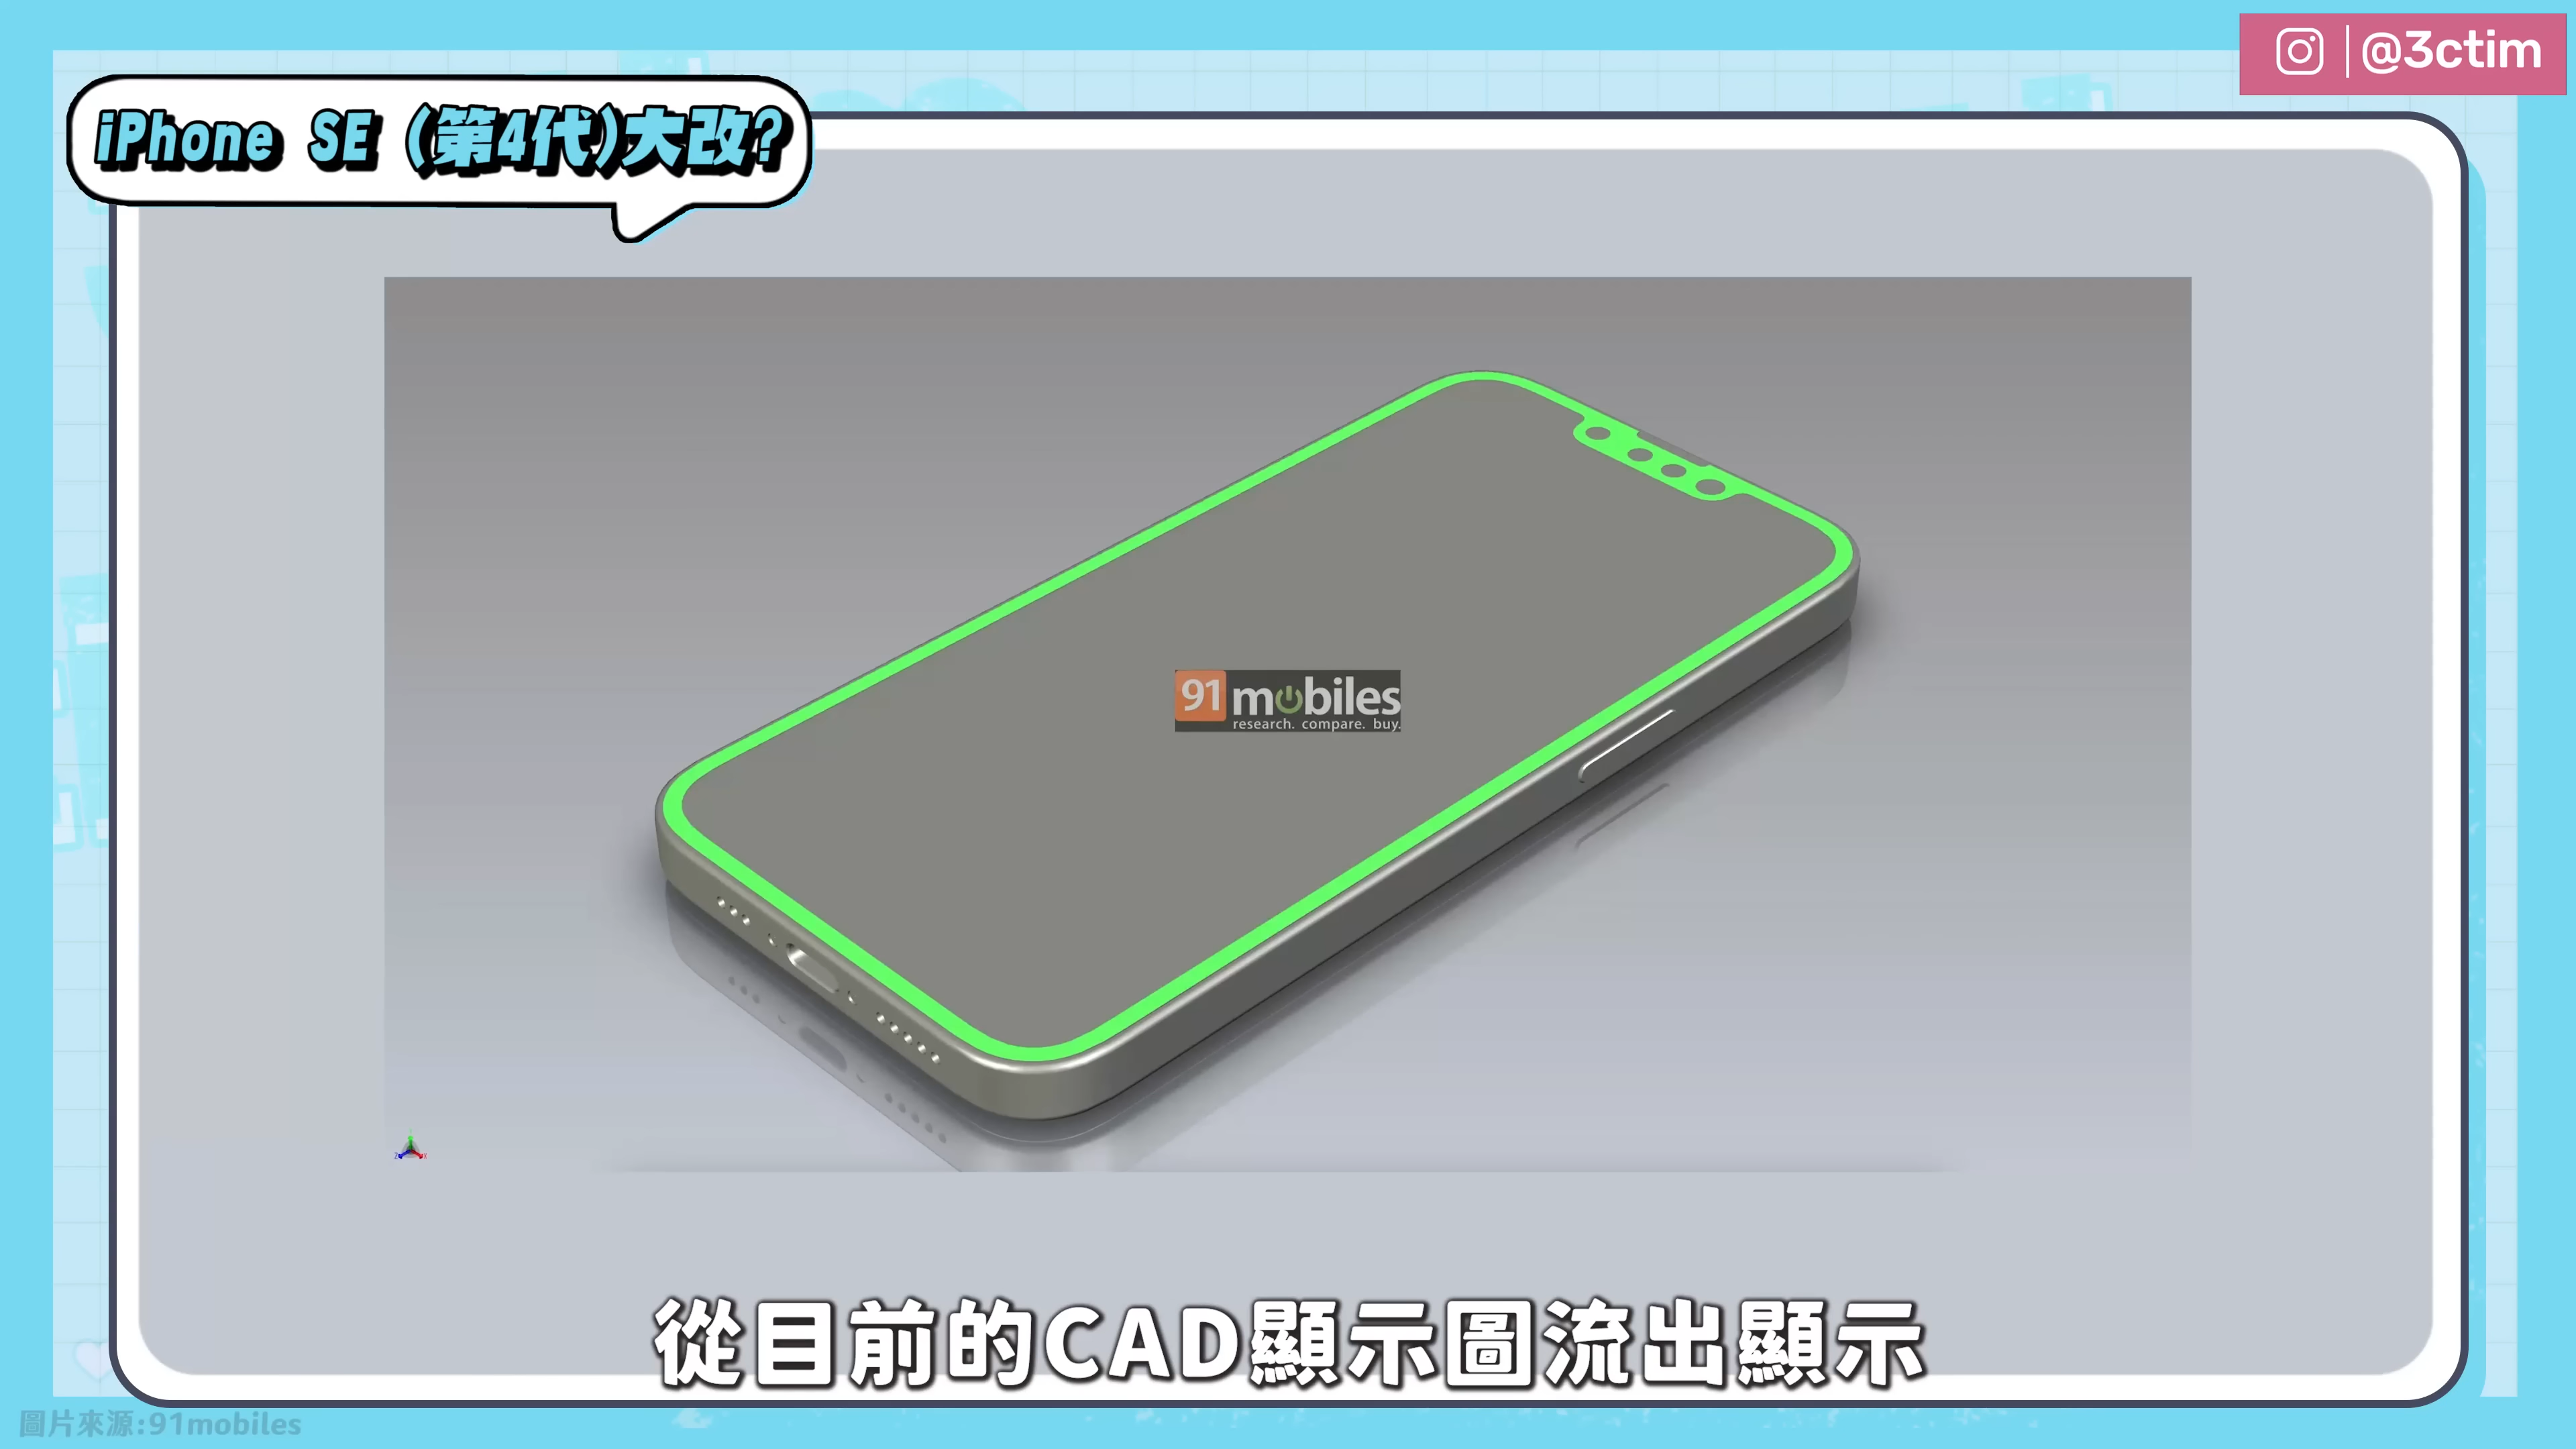 @3ctim
iPhone SE (第4代)大改?
91mobiles
research. compare. buy.
從目前的CAD顯示圖流出顯示
圖片來源:91mobiles